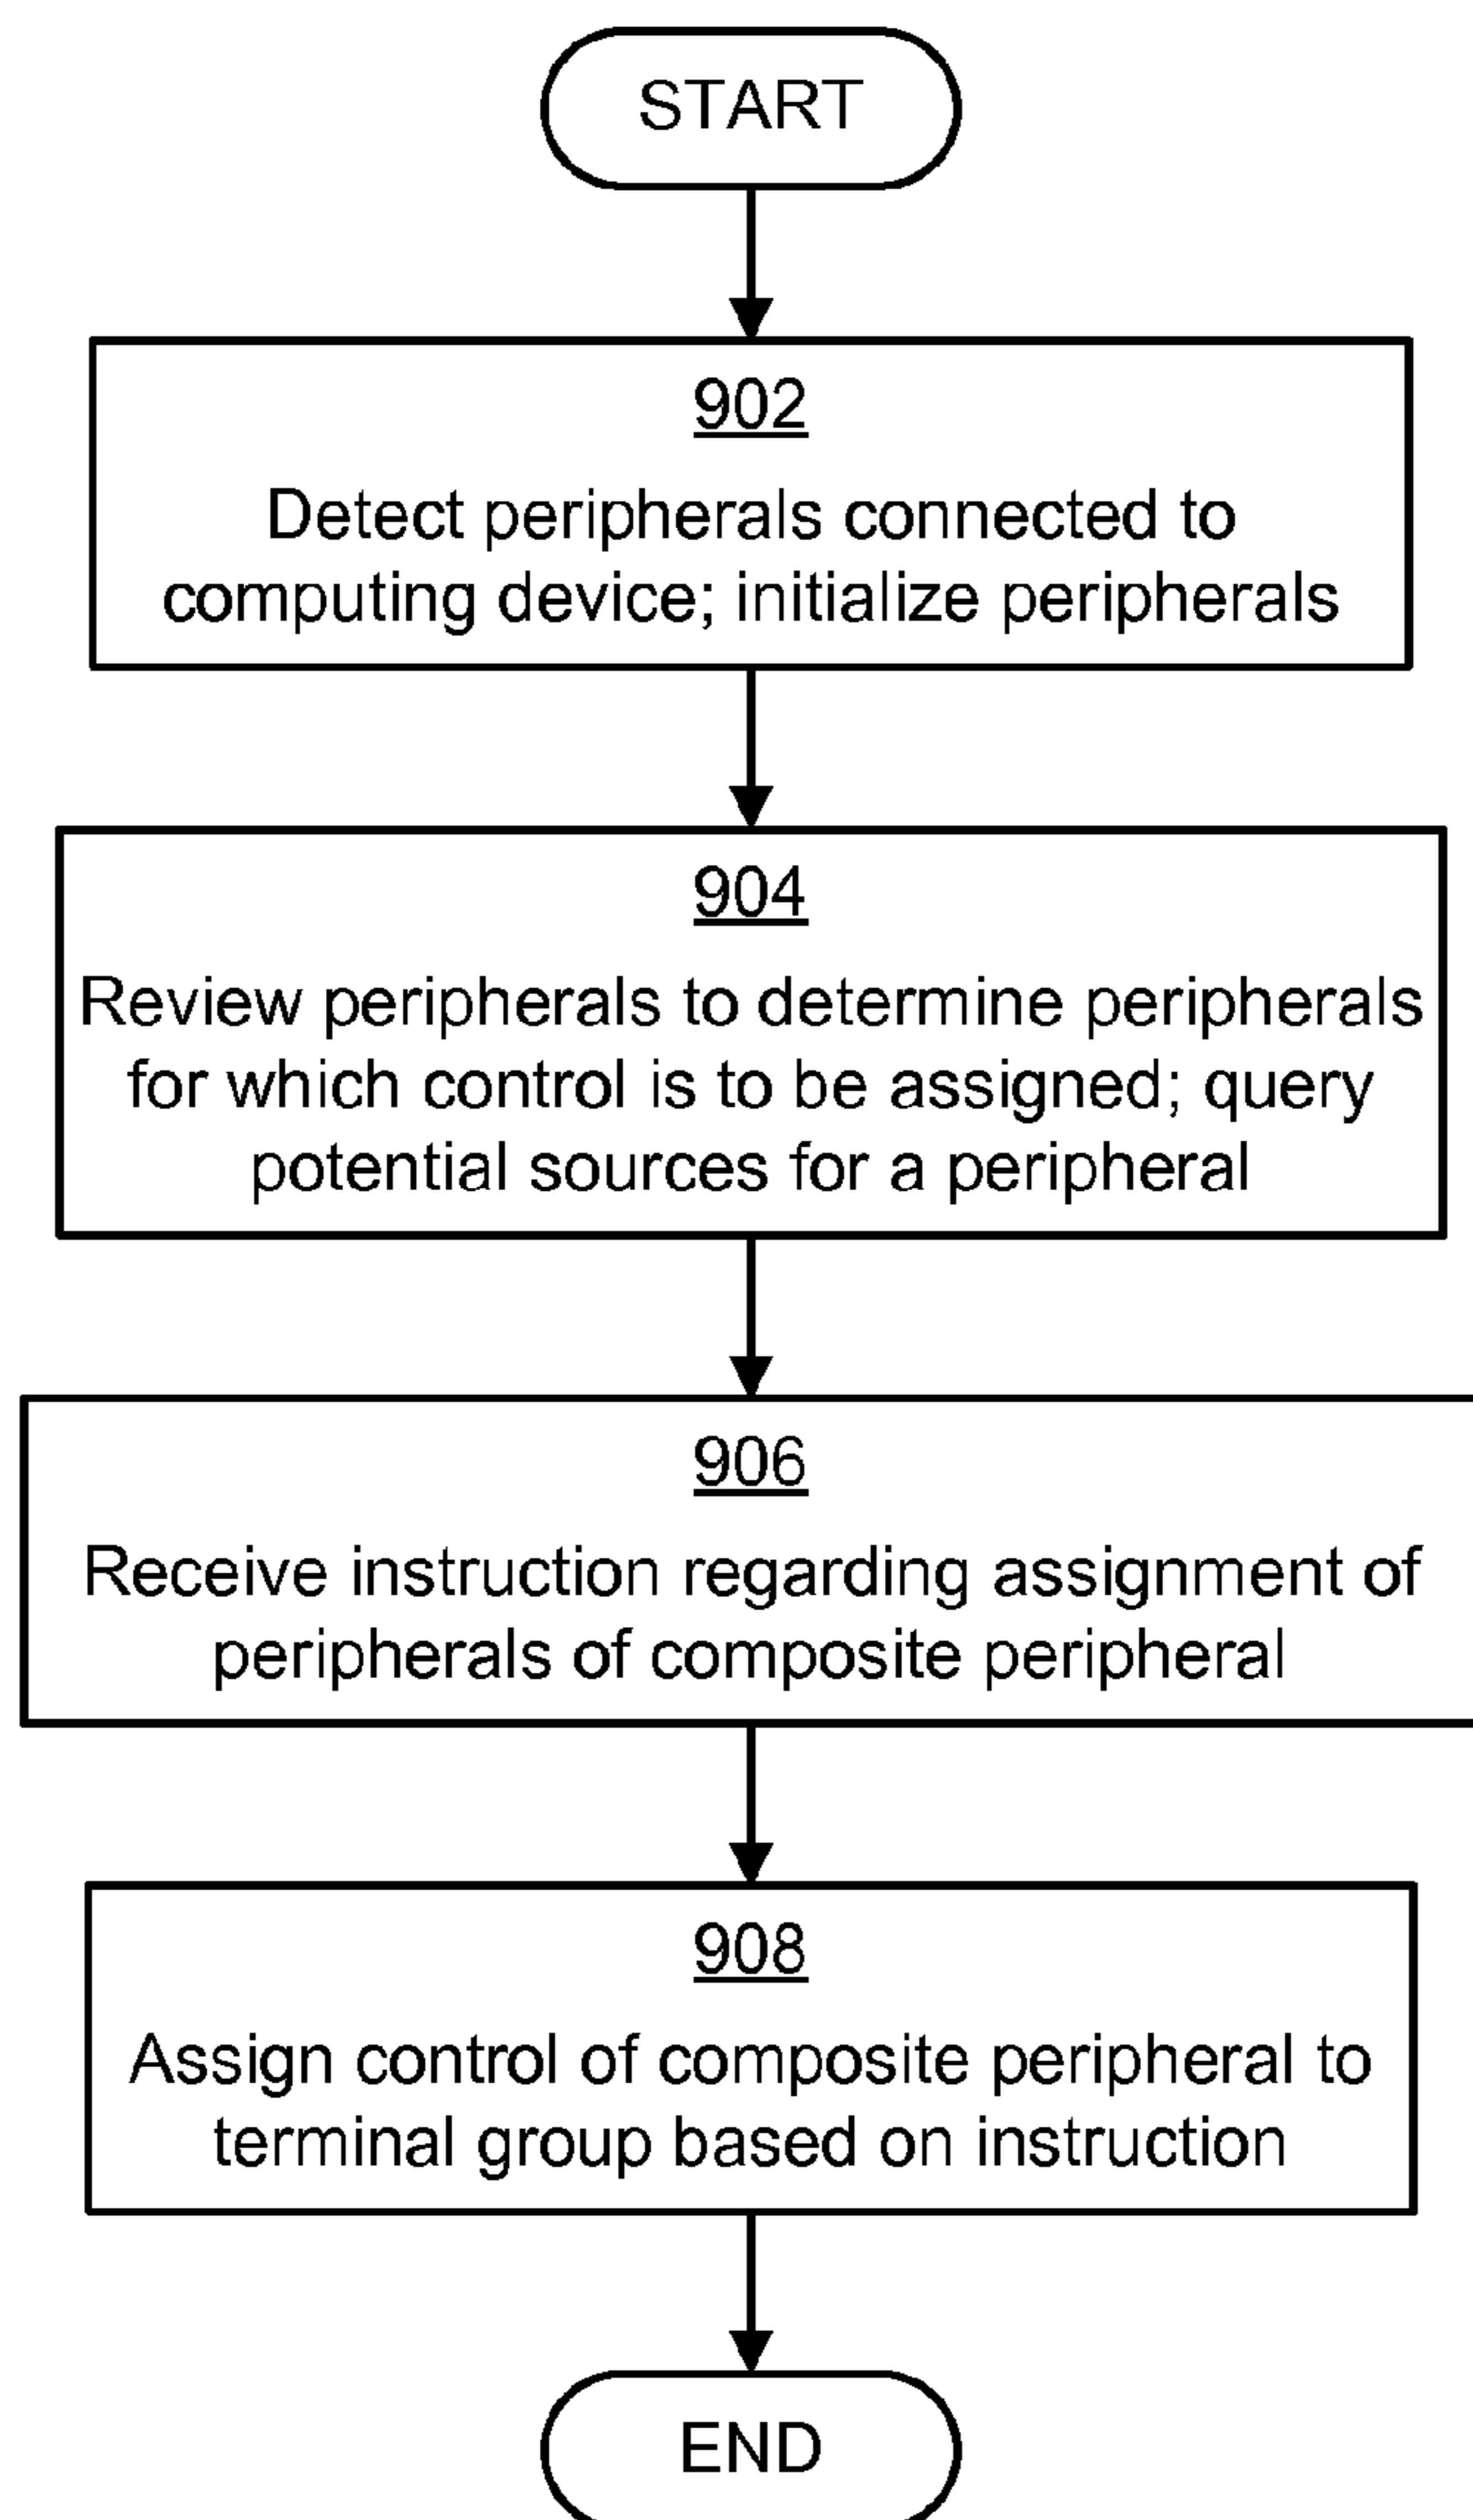 START
902
Detect peripherals connected to
computing device; initialize peripherals
904
Review peripherals to determine peripherals
for which control is to be assigned; query
potential sources for a peripheral
906
Receive instruction regarding assignment of
peripherals of composite peripheral
908
Assign control of composite peripheral to
terminal group based on instruction
END